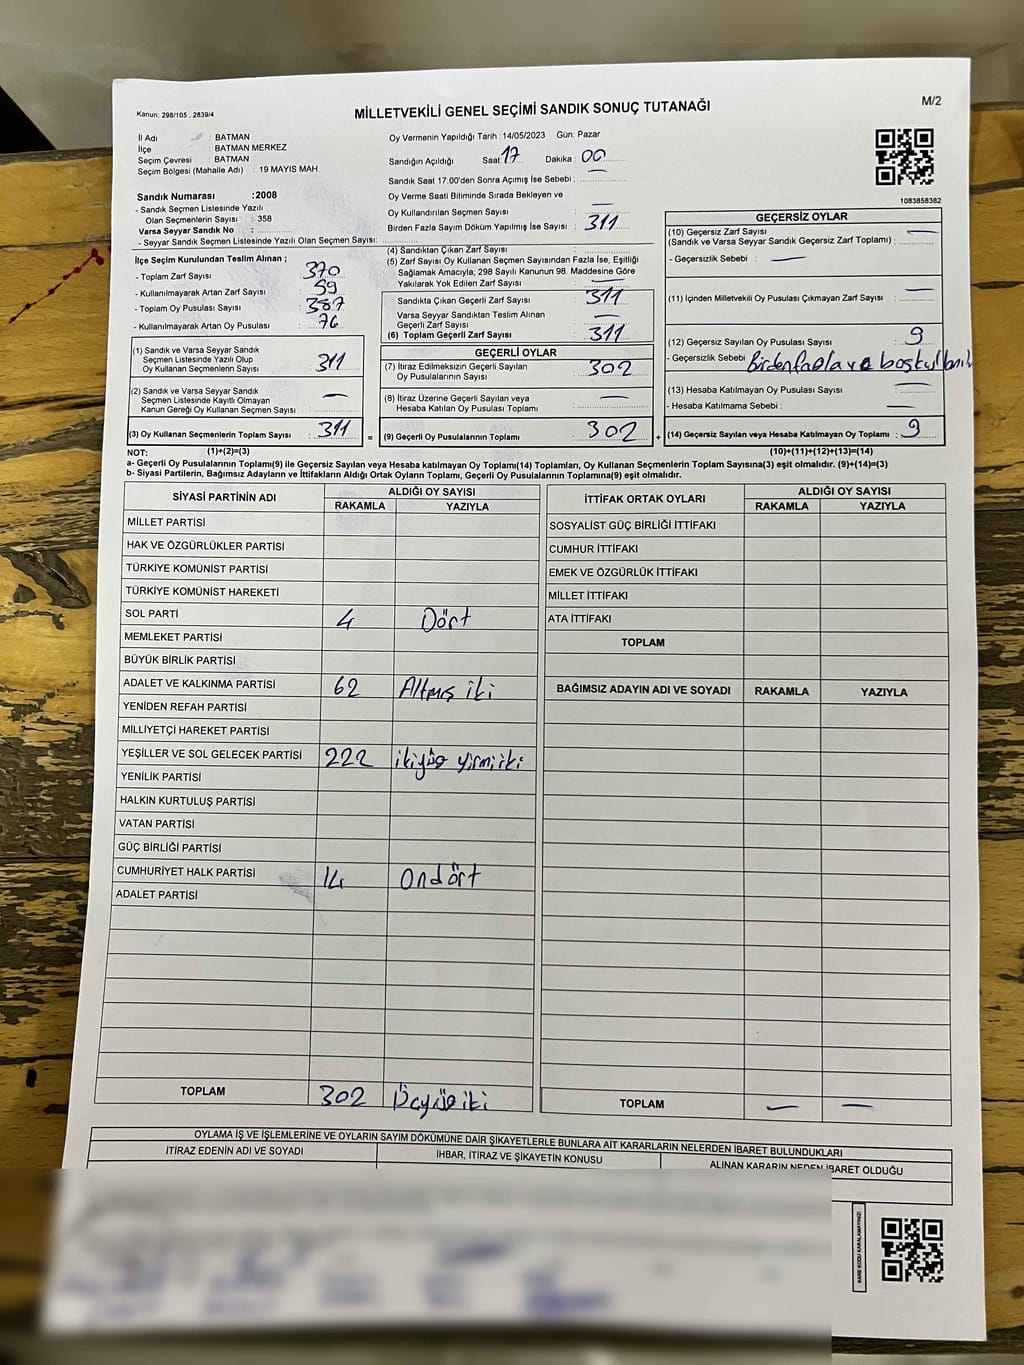 Kanun; 298/105 , 2839/4
MİLLETVEKİLİ GENEL SEÇİMİ SANDIK SONUÇ TUTANAĞI
M/2
İl Adı : BATMAN
İlçe : BATMAN MERKEZ
Seçim Çevresi : BATMAN
Seçim Bölgesi (Mahalle Adı) : 19 MAYIS MAH.
Sandık Numarası :2008
- Sandık Seçmen Listesinde Yazılı
Olan Seçmenlerin Sayısı : 358
Varsa Seyyar Sandık No :
- Seyyar Sandık Seçmen Listesinde Yazılı Olan Seçmen Sayısı:
İlçe Seçim Kurulundan Teslim Alınan ;
- Toplam Zarf Sayısı : 370
- Kullanılmayarak Artan Zarf Sayısı : 59
- Toplam Oy Pusulası Sayısı : 387
- Kullanılmayarak Artan Oy Pusulası : 76
(1) Sandık ve Varsa Seyyar Sandık
Seçmen Listesinde Yazılı Olup
Oy Kullanan Seçmenlerin Sayısı : 311
(2) Sandık ve Varsa Seyyar Sandık
Seçmen Listesinde Kayıtlı Olmayan
Kanun Gereği Oy Kullanan Seçmen Sayısı : —
(3) Oy Kullanan Seçmenlerin Toplam Sayısı : 311
Oy Vermenin Yapıldığı Tarih :14/05/2023 Gün: Pazar
Sandığın Açıldığı Saat: 17 Dakika : 00
Sandık Saat 17:00'den Sonra Açımış İse Sebebi : —
Oy Verme Saati Bitiminde Sırada Bekleyen ve
Oy Kullandırılan Seçmen Sayısı : —
Birden Fazla Sayım Döküm Yapılmış İse Sayısı : 311
(4) Sandıktan Çıkan Zarf Sayısı :
(5) Zarf Sayısı Oy Kullanan Seçmen Sayısından Fazla İse, Eşitliği
Sağlamak Amacıyla; 298 Sayılı Kanunun 98. Maddesine Göre
Yakılarak Yok Edilen Zarf Sayısı : —
Sandıkta Çıkan Geçerli Zarf Sayısı : 311
Varsa Seyyar Sandıktan Teslim Alınan
Geçerli Zarf Sayısı : —
(6) Toplam Geçerli Zarf Sayısı : 311
GEÇERLİ OYLAR
(7) İtiraz Edilmeksizin Geçerli Sayılan
Oy Pusulalarının Sayısı : 302
(8) İtiraz Üzerine Geçerli Sayılan veya
Hesaba Katılan Oy Pusulası Toplamı : —
= (9) Geçerli Oy Pusulalarının Toplamı : 302
1083858382
GEÇERSİZ OYLAR
(10) Geçersiz Zarf Sayısı
(Sandık ve Varsa Seyyar Sandık Geçersiz Zarf Toplamı) : —
- Geçersizlik Sebebi : —
(11) İçinden Milletvekili Oy Pusulası Çıkmayan Zarf Sayısı : —
(12) Geçersiz Sayılan Oy Pusulası Sayısı : 9
- Geçersizlik Sebebi : Birden fazla ve boş
(13) Hesaba Katılmayan Oy Pusulası Sayısı : —
- Hesaba Katılmama Sebebi : —
+ (14) Geçersiz Sayılan veya Hesaba Katılmayan Oy Toplamı : 9
NOT: (1)+(2)=(3) (10)+(11)+(12)+(13)=(14)
a- Geçerli Oy Pusulalarının Toplamı(9) ile Geçersiz Sayılan veya Hesaba katılmayan Oy Toplamı(14) Toplamları, Oy Kullanan Seçmenlerin Toplam Sayısına(3) eşit olmalıdır. (9)+(14)=(3)
b- Siyasi Partilerin, Bağımsız Adayların ve İttifakların Aldığı Ortak Oyların Toplamı, Geçerli Oy Pusulalarının Toplamına(9) eşit olmalıdır.
SİYASİ PARTİNİN ADI ALDIĞI OY SAYISI
RAKAMLA YAZIYLA
MİLLET PARTİSİ
HAK VE ÖZGÜRLÜKLER PARTİSİ
TÜRKİYE KOMÜNİST PARTİSİ
TÜRKİYE KOMÜNİST HAREKETİ
SOL PARTİ 4 Dört
MEMLEKET PARTİSİ
BÜYÜK BİRLİK PARTİSİ
ADALET VE KALKINMA PARTİSİ 62 Altmış iki
YENİDEN REFAH PARTİSİ
MİLLİYETÇİ HAREKET PARTİSİ
YEŞİLLER VE SOL GELECEK PARTİSİ 222 ikiyüz yirmi iki
YENİLİK PARTİSİ
HALKIN KURTULUŞ PARTİSİ
VATAN PARTİSİ
GÜÇ BİRLİĞİ PARTİSİ
CUMHURİYET HALK PARTİSİ 14 Ondört
ADALET PARTİSİ
TOPLAM 302 Üçyüz iki
İTTİFAK ORTAK OYLARI ALDIĞI OY SAYISI
RAKAMLA YAZIYLA
SOSYALİST GÜÇ BİRLİĞİ İTTİFAKI
CUMHUR İTTİFAKI
EMEK VE ÖZGÜRLÜK İTTİFAKI
MİLLET İTTİFAKI
ATA İTTİFAKI
TOPLAM
BAĞIMSIZ ADAYIN ADI VE SOYADI RAKAMLA YAZIYLA
TOPLAM — —
OYLAMA İŞ VE İŞLEMLERİNE VE OYLARIN SAYIM DÖKÜMÜNE DAİR ŞİKAYETLERLE BUNLARA AİT KARARLARIN NELERDEN İBARET BULUNDUKLARI
İTİRAZ EDENİN ADI VE SOYADI İHBAR, İTİRAZ VE ŞİKAYETİN KONUSU ALINAN KARARIN NEDEN İBARET OLDUĞU
KARE KODU KARALAMAYINIZ!